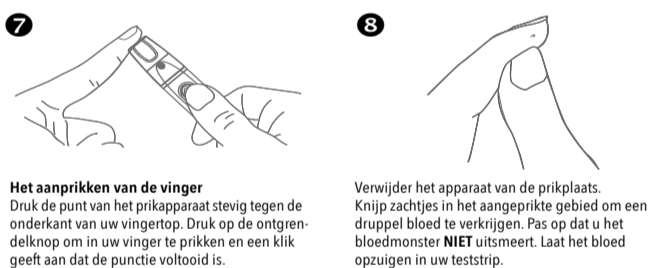 7
Het aanprikken van de vinger
Druk de punt van het prikapparaat stevig tegen de
onderkant van uw vingertop. Druk op de ontgren-
delknop om in uw vinger te prikken en een klik
geeft aan dat de punctie voltooid is.
8
Verwijder het apparaat van de prikplaats.
Knijp zachtjes in het aangeprikte gebied om een
druppel bloed te verkrijgen. Pas op dat u het
bloedmonster NIET uitsmeert. Laat het bloed
opzuigen in uw teststrip.